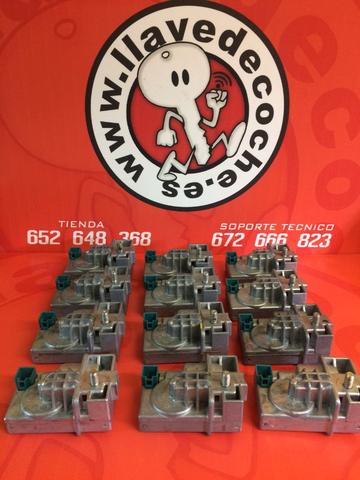 www.llavedecoche.es
TIENDA
652 648 368
SOPORTE TECNICO
672 666 823